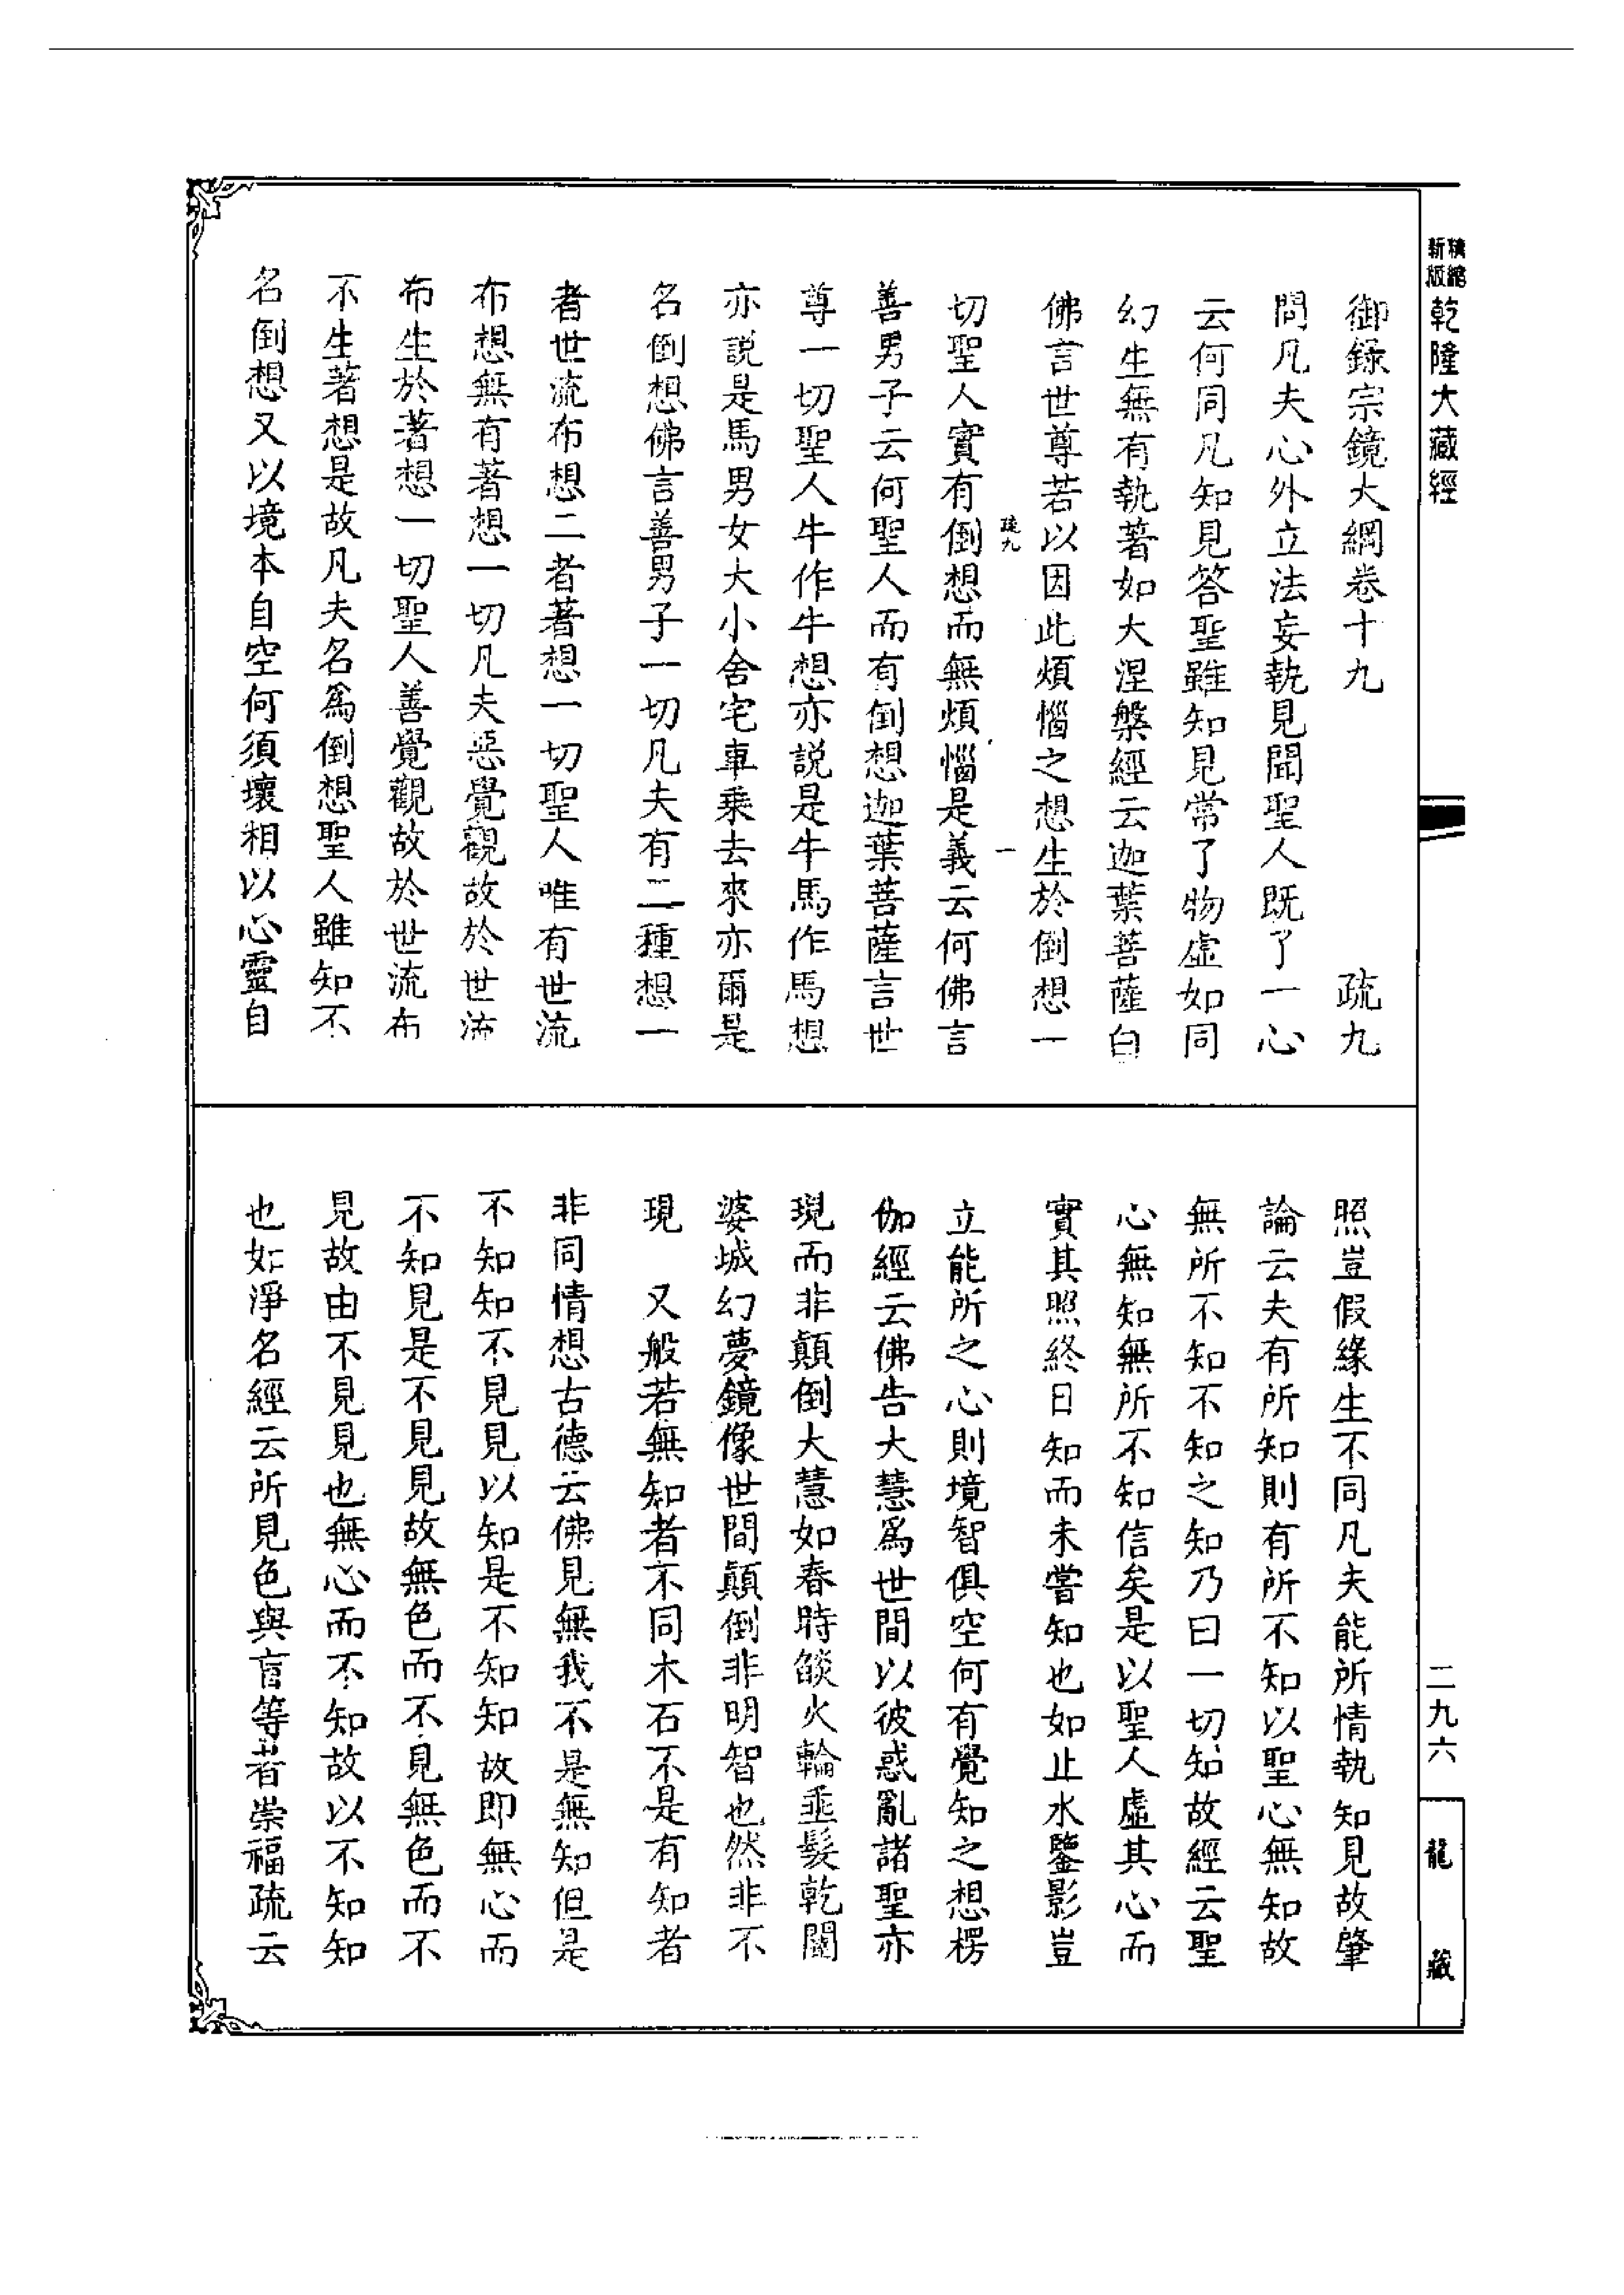 新版 精縮 乾隆大藏經
御錄宗鏡大綱卷十九 疏九
問凡夫心外立法妄執見聞聖人既了一心
云何同凡知見答聖雖知見常了物虛如同
幻生無有執著如大涅槃經云迦葉菩薩白
佛言世尊若以因此煩惱之想生於倒想一
疏九 一
切聖人實有倒想而無煩惱是義云何佛言
善男子云何聖人而有倒想迦葉菩薩言世
尊一切聖人牛作牛想亦説是牛馬作馬想
亦説是馬男女大小舍宅車乘去來亦爾是
名倒想佛言善男子一切凡夫有二種想一
者世流布想二者著想一切聖人唯有世流
布想無有著想一切凡夫惡覺觀故於世流
布生於著想一切聖人善覺觀故於世流布
不生著想是故凡夫名爲倒想聖人雖知不
名倒想又以境本自空何須壞相以心靈自
照豈假緣生不同凡夫能所情執知見故肇
論云夫有所知則有所不知以聖心無知故
無所不知不知之知乃曰一切知故經云聖
心無知無所不知信矣是以聖人虛其心而
實其照終日知而未嘗知也如止水鑒影豈
立能所之心則境智俱空何有覺知之想楞
伽經云佛告大慧爲世間以彼惑亂諸聖亦
現而非顛倒大慧如春時燄火輪垂髮乾闥
婆城幻夢鏡像世間顛倒非明智也然非不
現 又般若無知者不同木石不是有知者
非同情想古德云佛見無我不是無知但是
不知知不見見以知是不知知故即無心而
不知見是不見見故無色而不見無色而不
見故由不見見也無心而不知故以不知知
也如淨名經云所見色與盲等者崇福疏云
二九六
龍藏